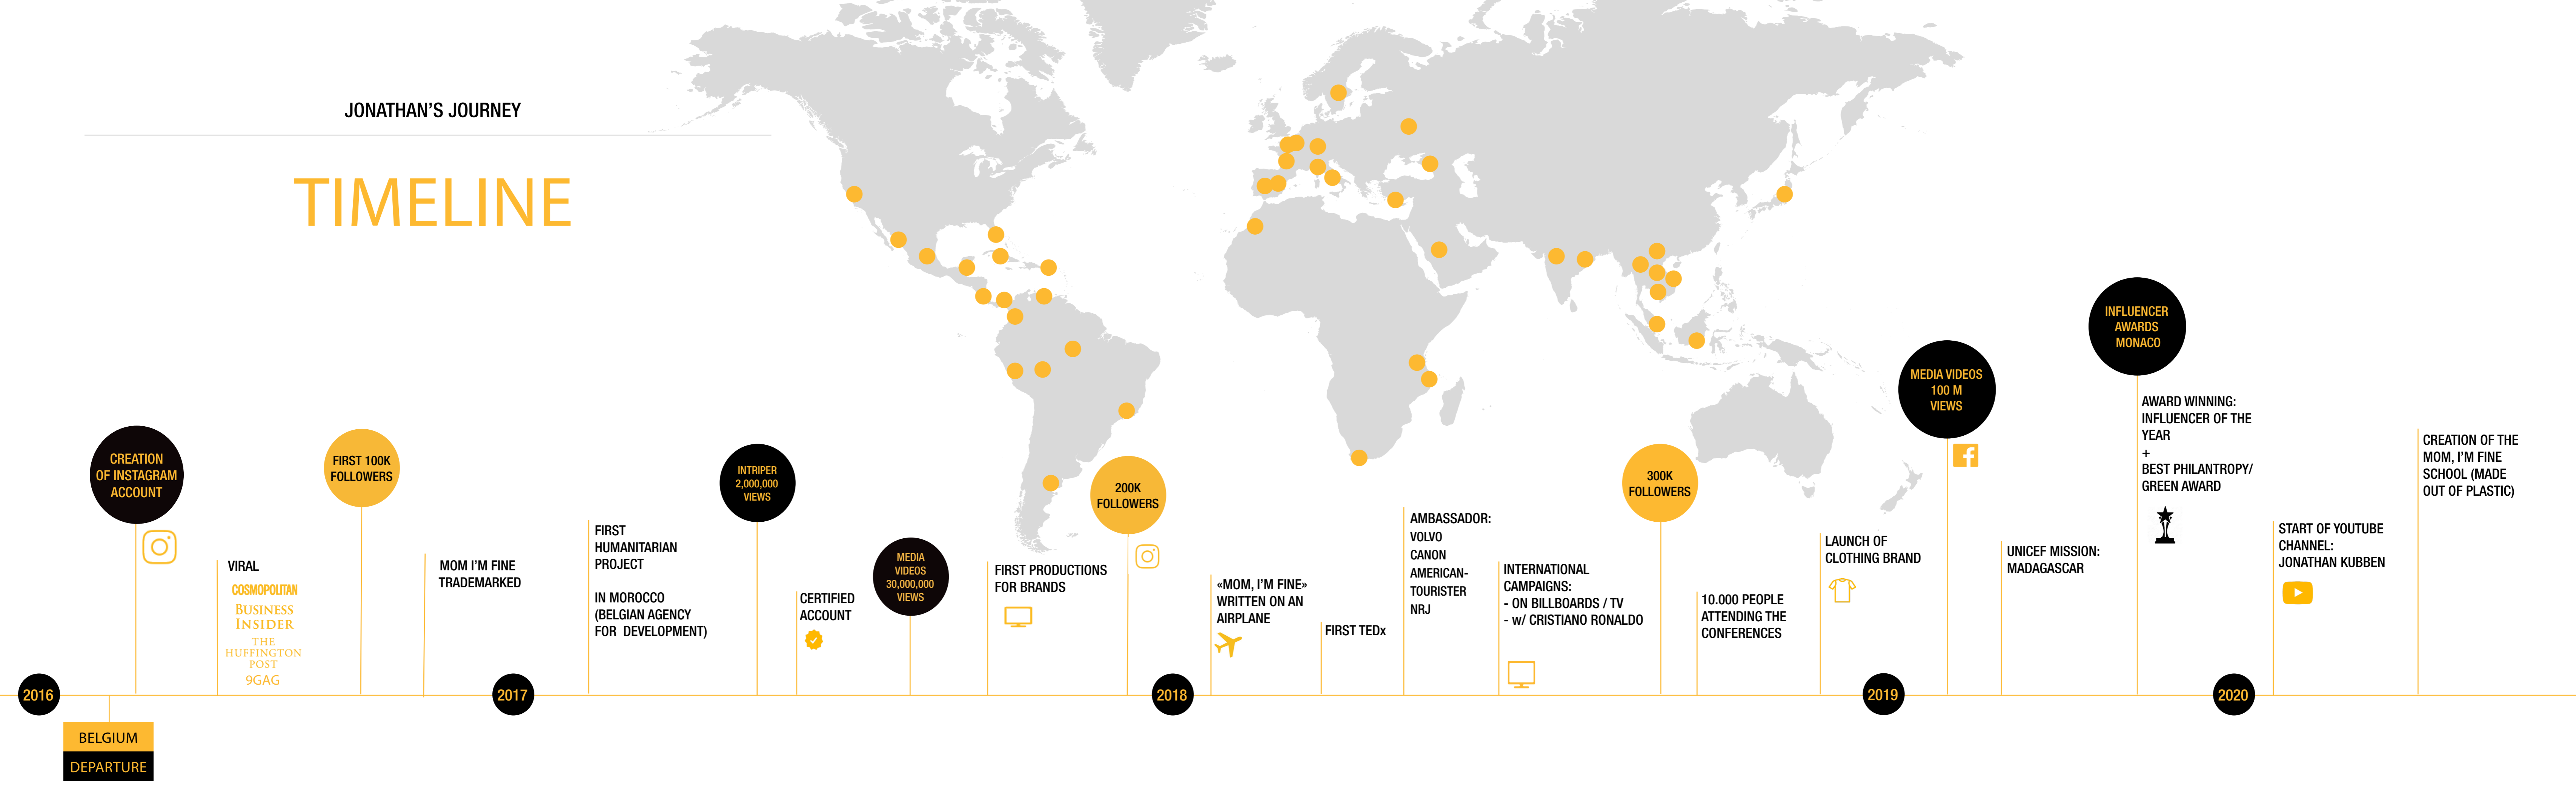 JONATHAN'S JOURNEY
TIMELINE
CREATION
OF INSTAGRAM
ACCOUNT
VIRAL
COSMOPOLITAN
BUSINESS
INSIDER
THE
HUFFINGTON
POST
9GAG
FIRST 100K
FOLLOWERS
MOM I'M FINE
TRADEMARKED
FIRST
HUMANITARIAN
PROJECT
IN MOROCCO
(BELGIAN AGENCY
FOR DEVELOPMENT)
INTRIPER
2,000,000
VIEWS
CERTIFIED
ACCOUNT
MEDIA
VIDEOS
30,000,000
VIEWS
FIRST PRODUCTIONS
FOR BRANDS
200K
FOLLOWERS
«MOM, I'M FINE»
WRITTEN ON AN
AIRPLANE
FIRST TEDx
AMBASSADOR:
VOLVO
CANON
AMERICAN-
TOURISTER
NRJ
INTERNATIONAL
CAMPAIGNS:
- ON BILLBOARDS / TV
- w/ CRISTIANO RONALDO
300K
FOLLOWERS
10.000 PEOPLE
ATTENDING THE
CONFERENCES
LAUNCH OF
CLOTHING BRAND
MEDIA VIDEOS
100 M
VIEWS
UNICEF MISSION:
MADAGASCAR
INFLUENCER
AWARDS
MONACO
AWARD WINNING:
INFLUENCER OF THE
YEAR
+
BEST PHILANTROPY/
GREEN AWARD
START OF YOUTUBE
CHANNEL:
JONATHAN KUBBEN
CREATION OF THE
MOM, I'M FINE
SCHOOL (MADE
OUT OF PLASTIC)
2016
2017
2018
2019
2020
BELGIUM
DEPARTURE